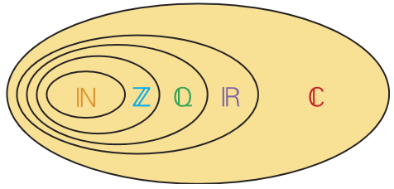 ℕ ℤ ℚ ℝ ℂ